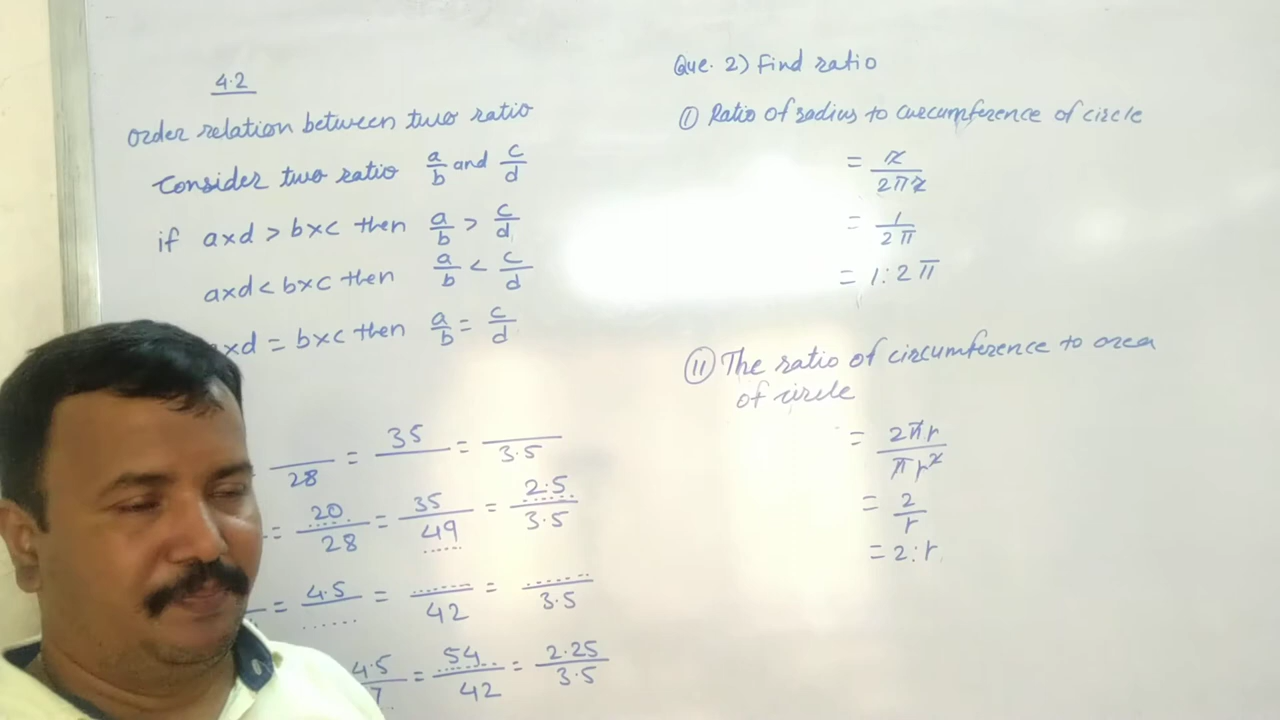 4.2
Order relation between two ratio
Consider two ratio a/b and c/d
if a×d > b×c then a/b > c/d
a×d < b×c then a/b < c/d
×d = b×c then a/b = c/d
/28 = 35/ = /3.5
= 20/28 = 35/49 = 2.5/3.5
= 4.5/...... = ......./42 = ......../3.5
4.5/7 = 54/42 = 2.25/3.5
Que. 2) Find ratio
(i) Ratio of radius to circumference of circle
= r/2πr
= 1/2π
= 1:2π
(II) The ratio of circumference to area
of circle
= 2πr/πr²
= 2/r
= 2:r